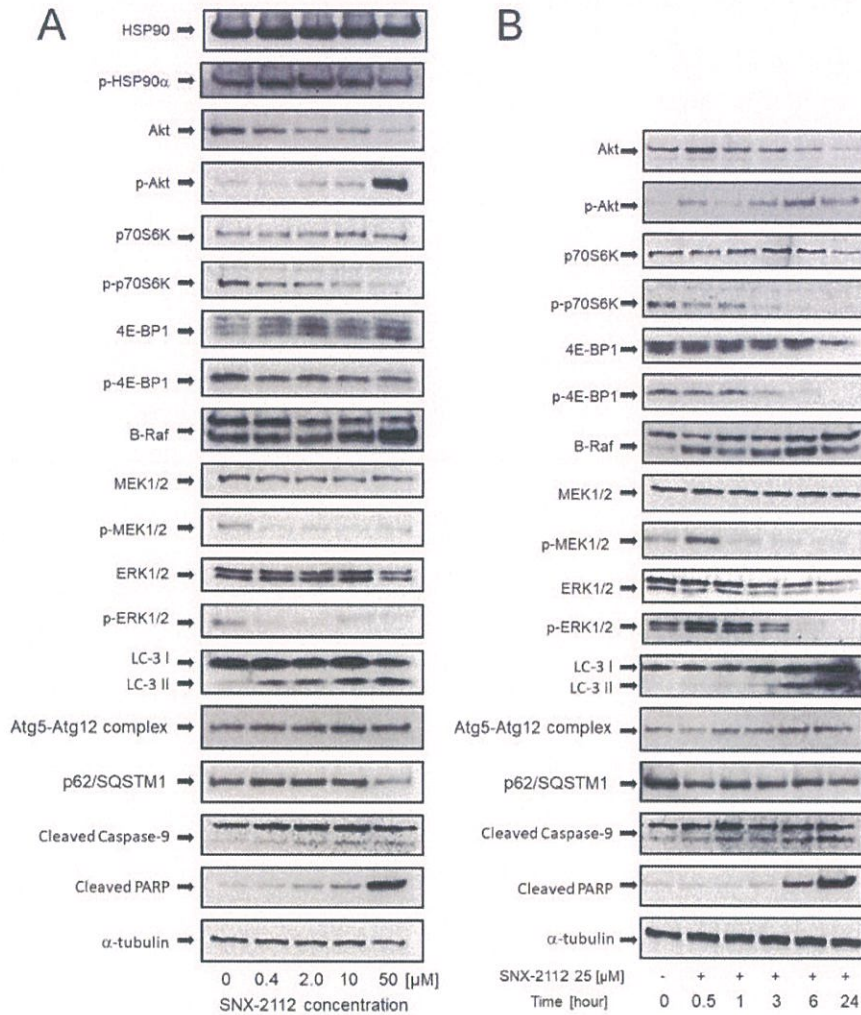 A
HSP90
p-HSP90α
Akt
p-Akt
p70S6K
p-p70S6K
4E-BP1
p-4E-BP1
B-Raf
MEK1/2
p-MEK1/2
ERK1/2
p-ERK1/2
LC-3 I
LC-3 II
Atg5-Atg12 complex
p62/SQSTM1
Cleaved Caspase-9
Cleaved PARP
α-tubulin
0 0.4 2.0 10 50 [μM]
SNX-2112 concentration
B
Akt
p-Akt
p70S6K
p-p70S6K
4E-BP1
p-4E-BP1
B-Raf
MEK1/2
p-MEK1/2
ERK1/2
p-ERK1/2
LC-3 I
LC-3 II
Atg5-Atg12 complex
p62/SQSTM1
Cleaved Caspase-9
Cleaved PARP
α-tubulin
SNX-2112 25 [μM] - + + + + +
Time [hour] 0 0.5 1 3 6 24